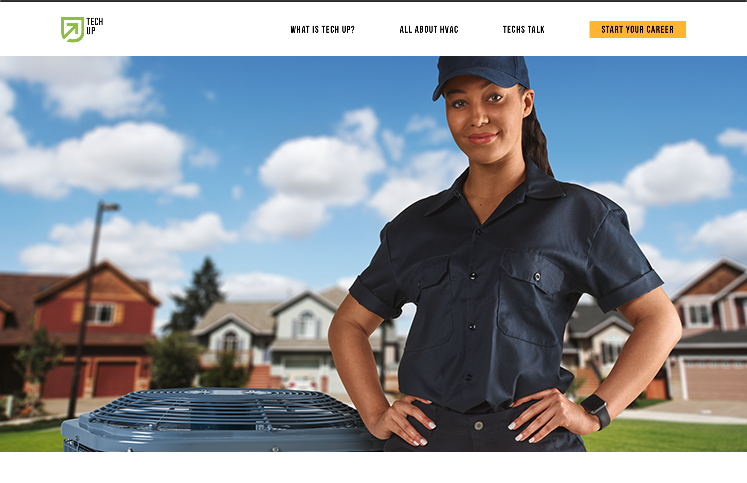 TECH
UP
WHAT IS TECH UP?
ALL ABOUT HVAC
TECHS TALK
START YOUR CAREER